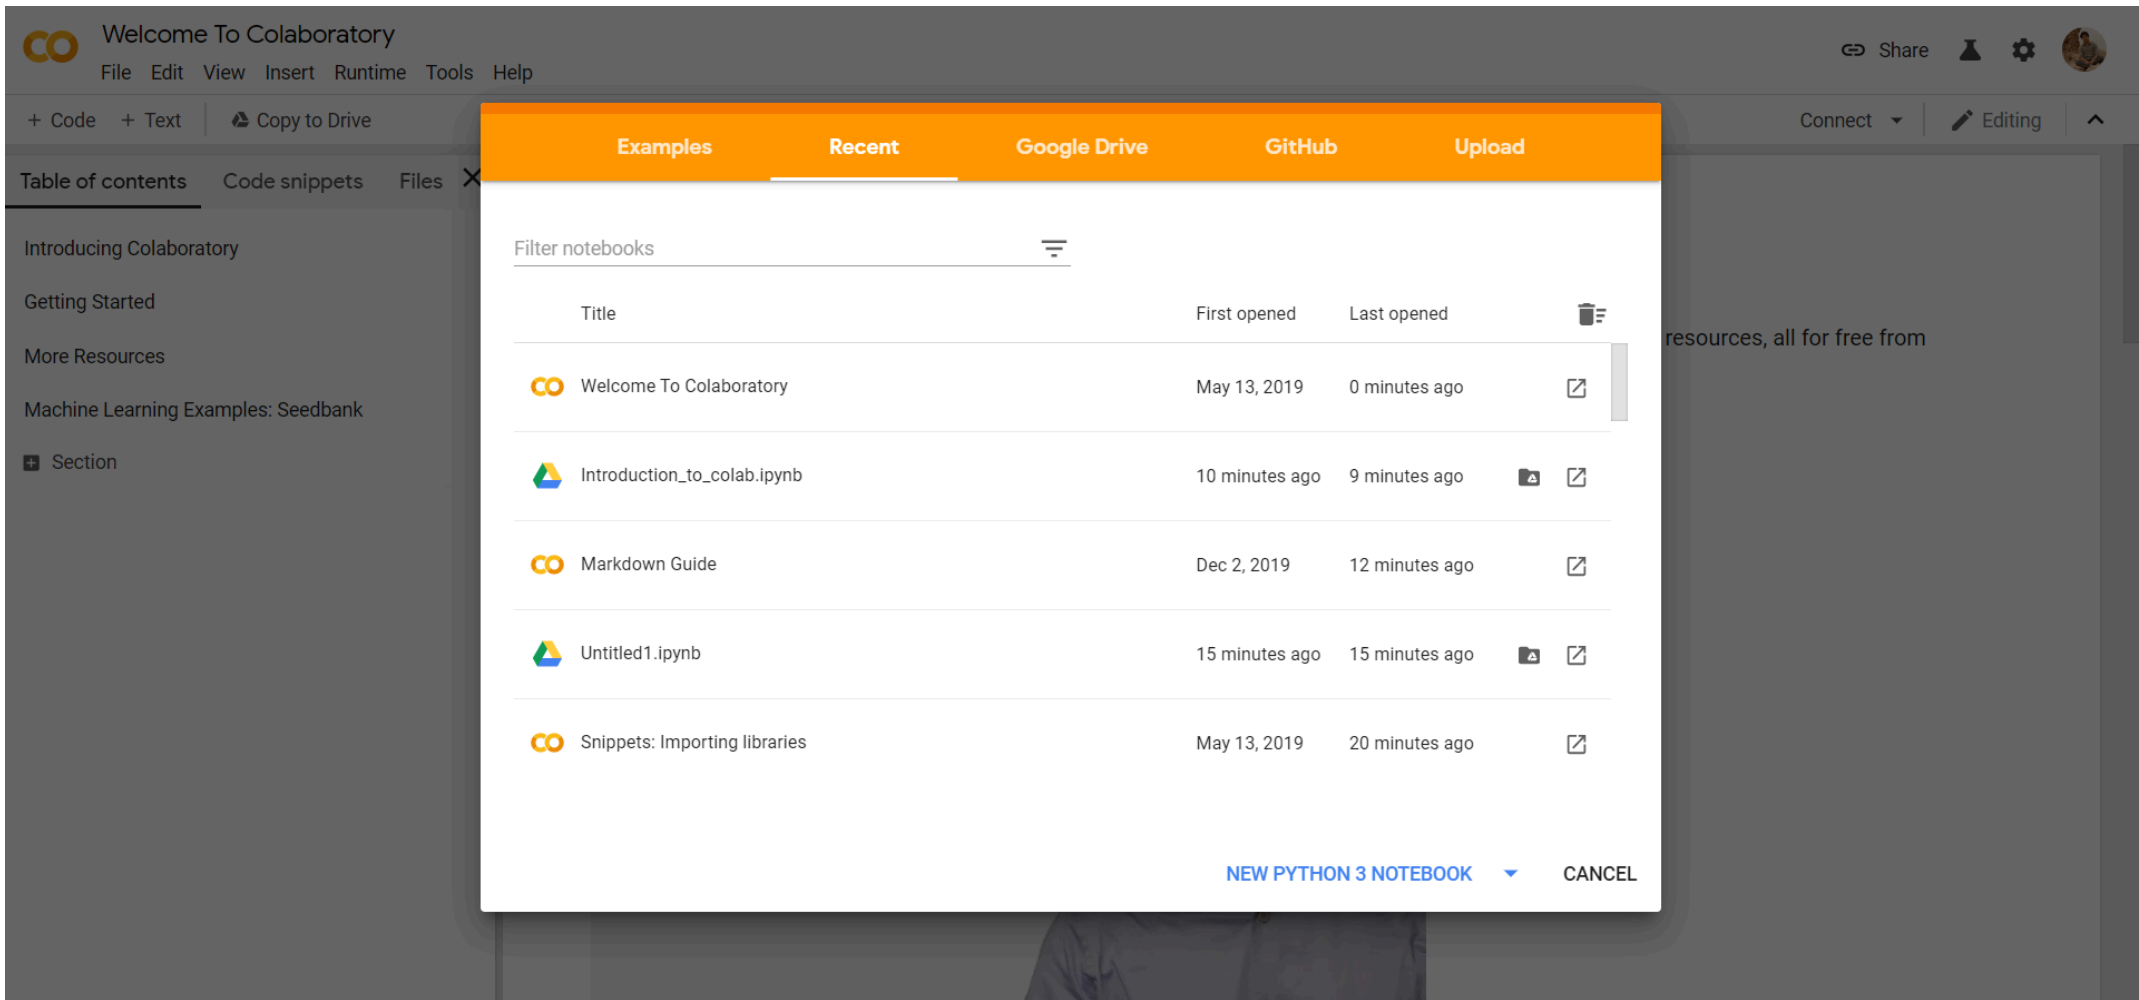 Welcome To Colaboratory
File Edit View Insert Runtime Tools Help
Share
+ Code + Text Copy to Drive
Connect Editing
Examples Recent Google Drive GitHub Upload
Table of contents Code snippets Files
Introducing Colaboratory
Getting Started
More Resources
Machine Learning Examples: Seedbank
Section
Filter notebooks
Title First opened Last opened
resources, all for free from
Welcome To Colaboratory May 13, 2019 0 minutes ago
Introduction_to_colab.ipynb 10 minutes ago 9 minutes ago
Markdown Guide Dec 2, 2019 12 minutes ago
Untitled1.ipynb 15 minutes ago 15 minutes ago
Snippets: Importing libraries May 13, 2019 20 minutes ago
NEW PYTHON 3 NOTEBOOK CANCEL